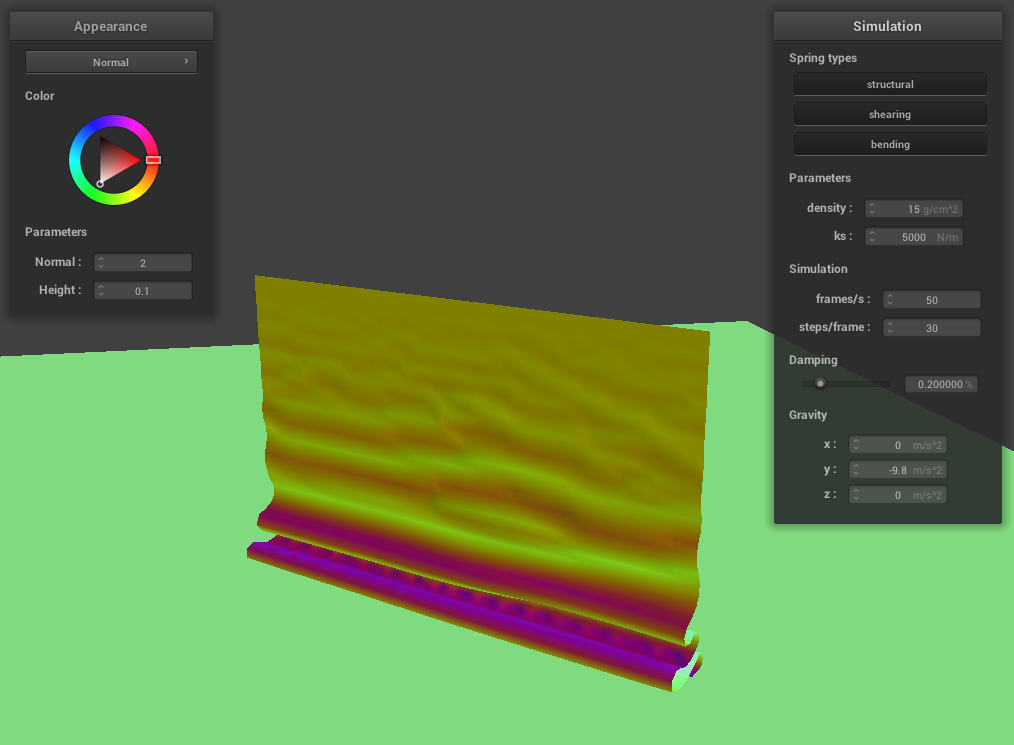 Appearance
Normal
Color
Parameters
Normal : 2
Height : 0.1
Simulation
Spring types
structural
shearing
bending
Parameters
density : 15 g/cm^2
ks : 5000 N/m
Simulation
frames/s : 50
steps/frame : 30
Damping
0.200000 %
Gravity
x : 0 m/s^2
y : -9.8 m/s^2
z : 0 m/s^2